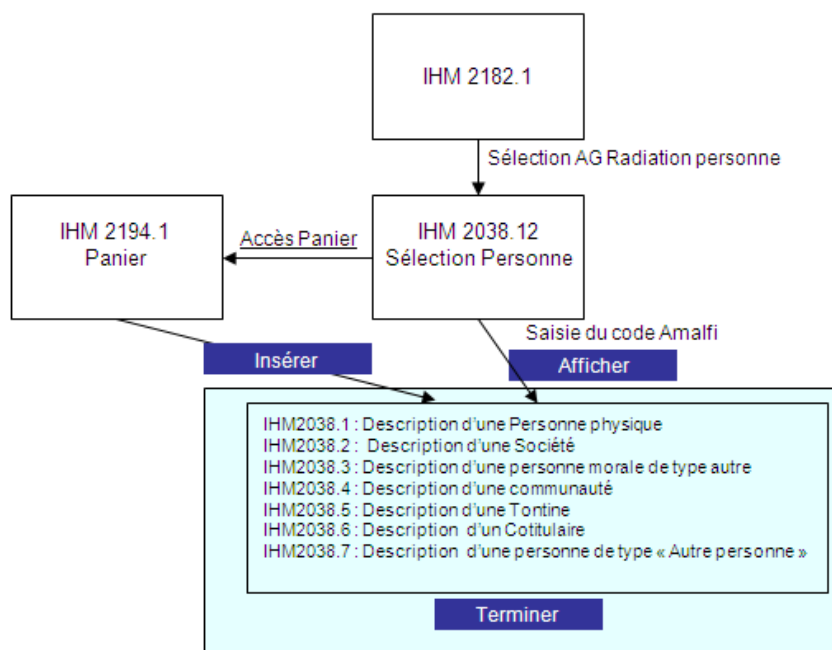 IHM 2182.1
Sélection AG Radiation personne
IHM 2194.1
Panier
Accès Panier
IHM 2038.12
Sélection Personne
Saisie du code Amalfi
Insérer
Afficher
IHM2038.1 : Description d'une Personne physique
IHM2038.2 : Description d'une Société
IHM2038.3 : Description d'une personne morale de type autre
IHM2038.4 : Description d'une communauté
IHM2038.5 : Description d'une Tontine
IHM2038.6 : Description d'un Cotitulaire
IHM2038.7 : Description d'une personne de type « Autre personne »
Terminer